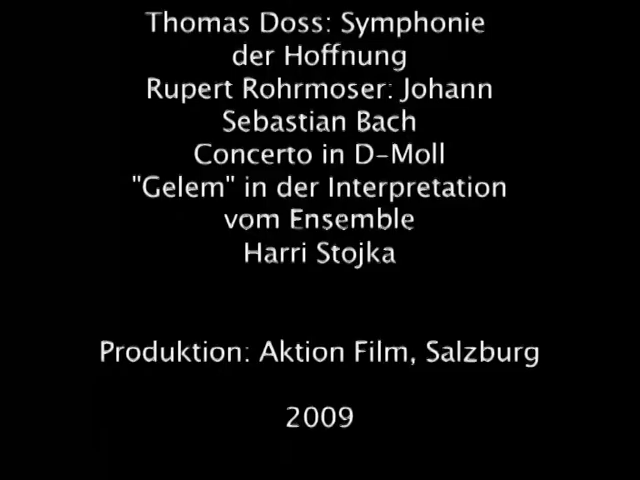 Thomas Doss: Symphonie
der Hoffnung
Rupert Rohrmoser: Johann
Sebastian Bach
Concerto in D-Moll
"Gelem" in der Interpretation
vom Ensemble
Harri Stojka
Produktion: Aktion Film, Salzburg
2009